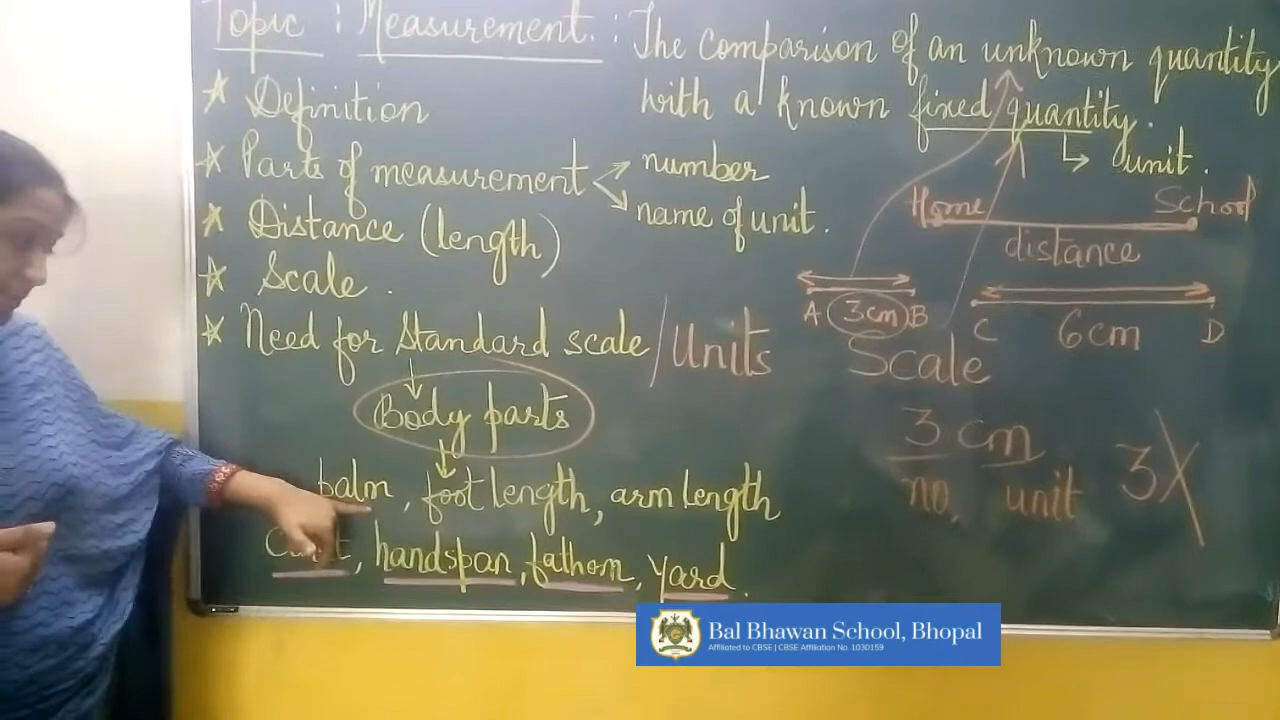 Topic : Measurement. : The comparison of an unknown quantity
with a known fixed quantity.
unit.
* Definition
* Parts of measurement
number
name of unit.
* Distance (length)
* Scale.
* Need for Standard scale / Units
Body parts
palm, foot length, arm length
handspan, fathom, yard.
Home School
distance
A 3cm B
C 6cm D
Scale
3 cm
no. unit
3X
Bal Bhawan School, Bhopal
Affiliated to CBSE | CBSE Affiliation No. 1030159